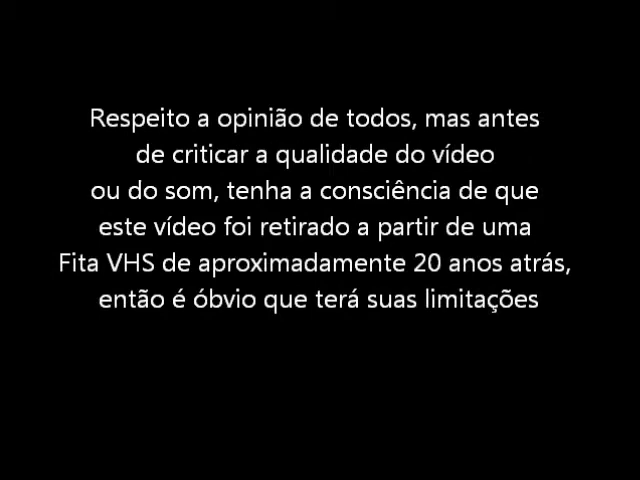 Respeito a opinião de todos, mas antes
de criticar a qualidade do vídeo
ou do som, tenha a consciência de que
este vídeo foi retirado a partir de uma
Fita VHS de aproximadamente 20 anos atrás,
então é óbvio que terá suas limitações